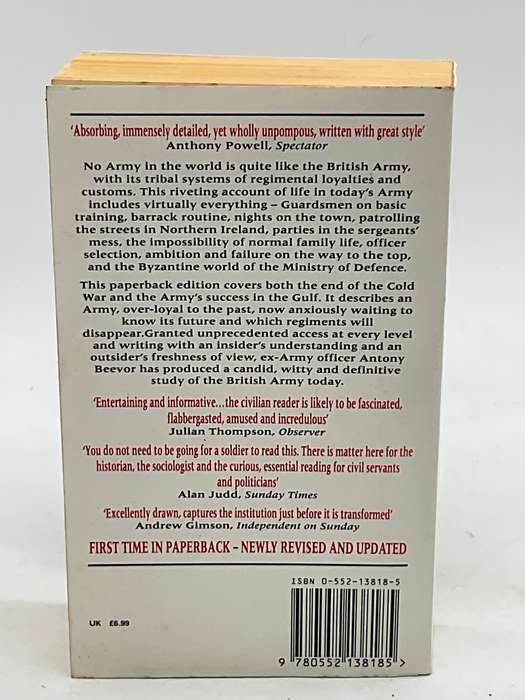 'Absorbing, immensely detailed, yet wholly unpompous, written with great style'
Anthony Powell, Spectator
No Army in the world is quite like the British Army,
with its tribal systems of regimental loyalties and
customs. This riveting account of life in today's Army
includes virtually everything – Guardsmen on basic
training, barrack routine, nights on the town, patrolling
the streets in Northern Ireland, parties in the sergeants'
mess, the impossibility of normal family life, officer
selection, ambition and failure on the way to the top,
and the Byzantine world of the Ministry of Defence.
This paperback edition covers both the end of the Cold
War and the Army's success in the Gulf. It describes an
Army, over-loyal to the past, now anxiously waiting to
know its future and which regiments will
disappear.Granted unprecedented access at every level
and writing with an insider's understanding and an
outsider's freshness of view, ex-Army officer Antony
Beevor has produced a candid, witty and definitive
study of the British Army today.
'Entertaining and informative...the civilian reader is likely to be fascinated,
flabbergasted, amused and incredulous'
Julian Thompson, Observer
'You do not need to be going for a soldier to read this. There is matter here for the
historian, the sociologist and the curious, essential reading for civil servants
and politicians'
Alan Judd, Sunday Times
'Excellently drawn, captures the institution just before it is transformed'
Andrew Gimson, Independent on Sunday
FIRST TIME IN PAPERBACK – NEWLY REVISED AND UPDATED
ISBN 0-552-13818-5
UK £6.99
9 780552 138185 >